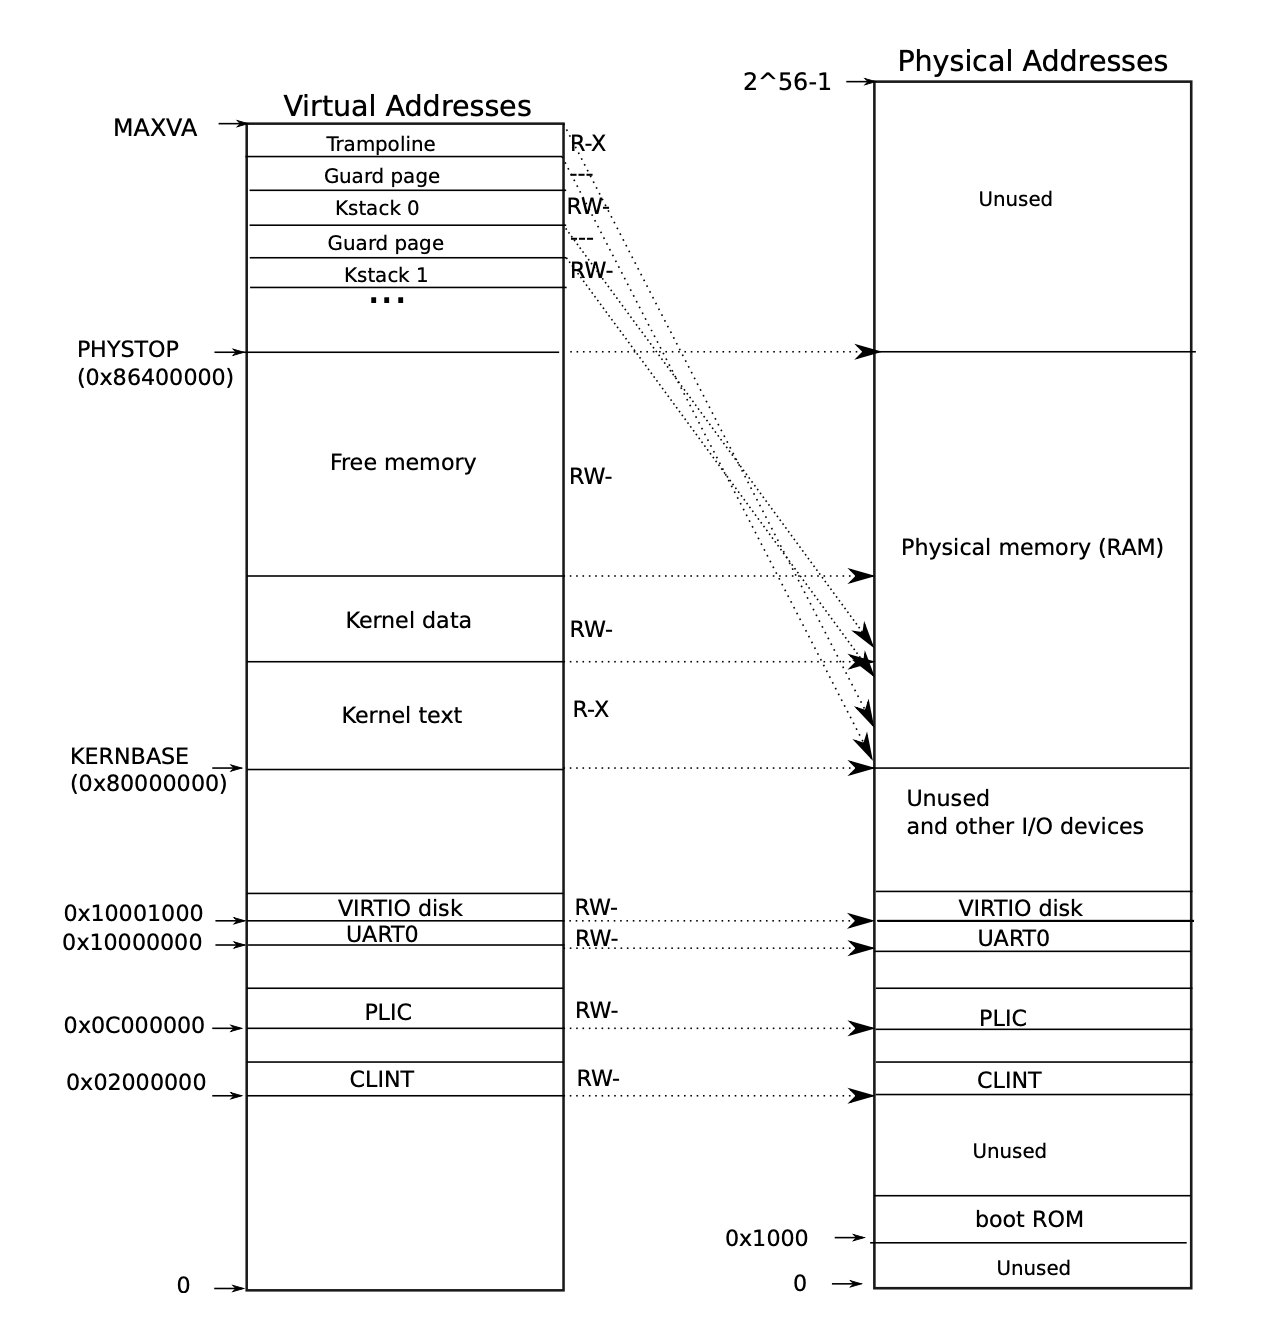 Physical Addresses
2^56-1
Virtual Addresses
MAXVA
Trampoline
R-X
Guard page
---
Unused
Kstack 0
RW-
Guard page
---
Kstack 1
RW-
...
PHYSTOP
(0x86400000)
Free memory
RW-
Physical memory (RAM)
Kernel data
RW-
Kernel text
R-X
KERNBASE
(0x80000000)
Unused
and other I/O devices
0x10001000
VIRTIO disk
RW-
VIRTIO disk
0x10000000
UART0
RW-
UART0
0x0C000000
PLIC
RW-
PLIC
0x02000000
CLINT
RW-
CLINT
Unused
boot ROM
0x1000
Unused
0
0